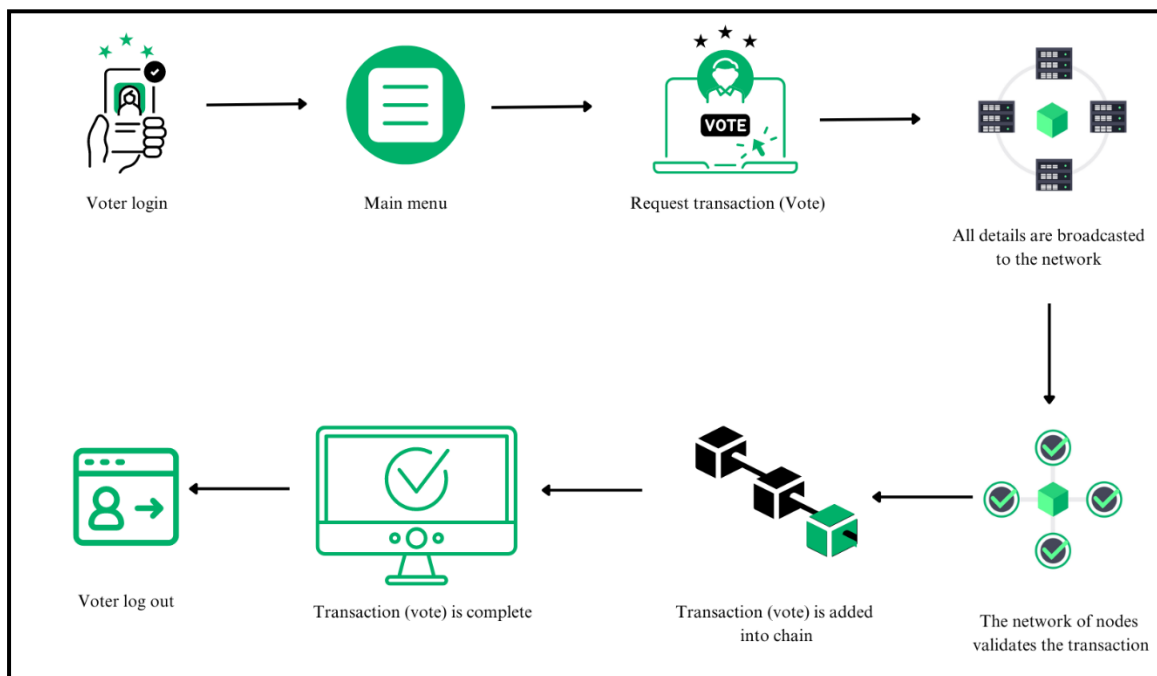 VOTE
Voter login
Main menu
Request transaction (Vote)
All details are broadcasted
to the network
The network of nodes
validates the transaction
Transaction (vote) is added
into chain
Transaction (vote) is complete
Voter log out